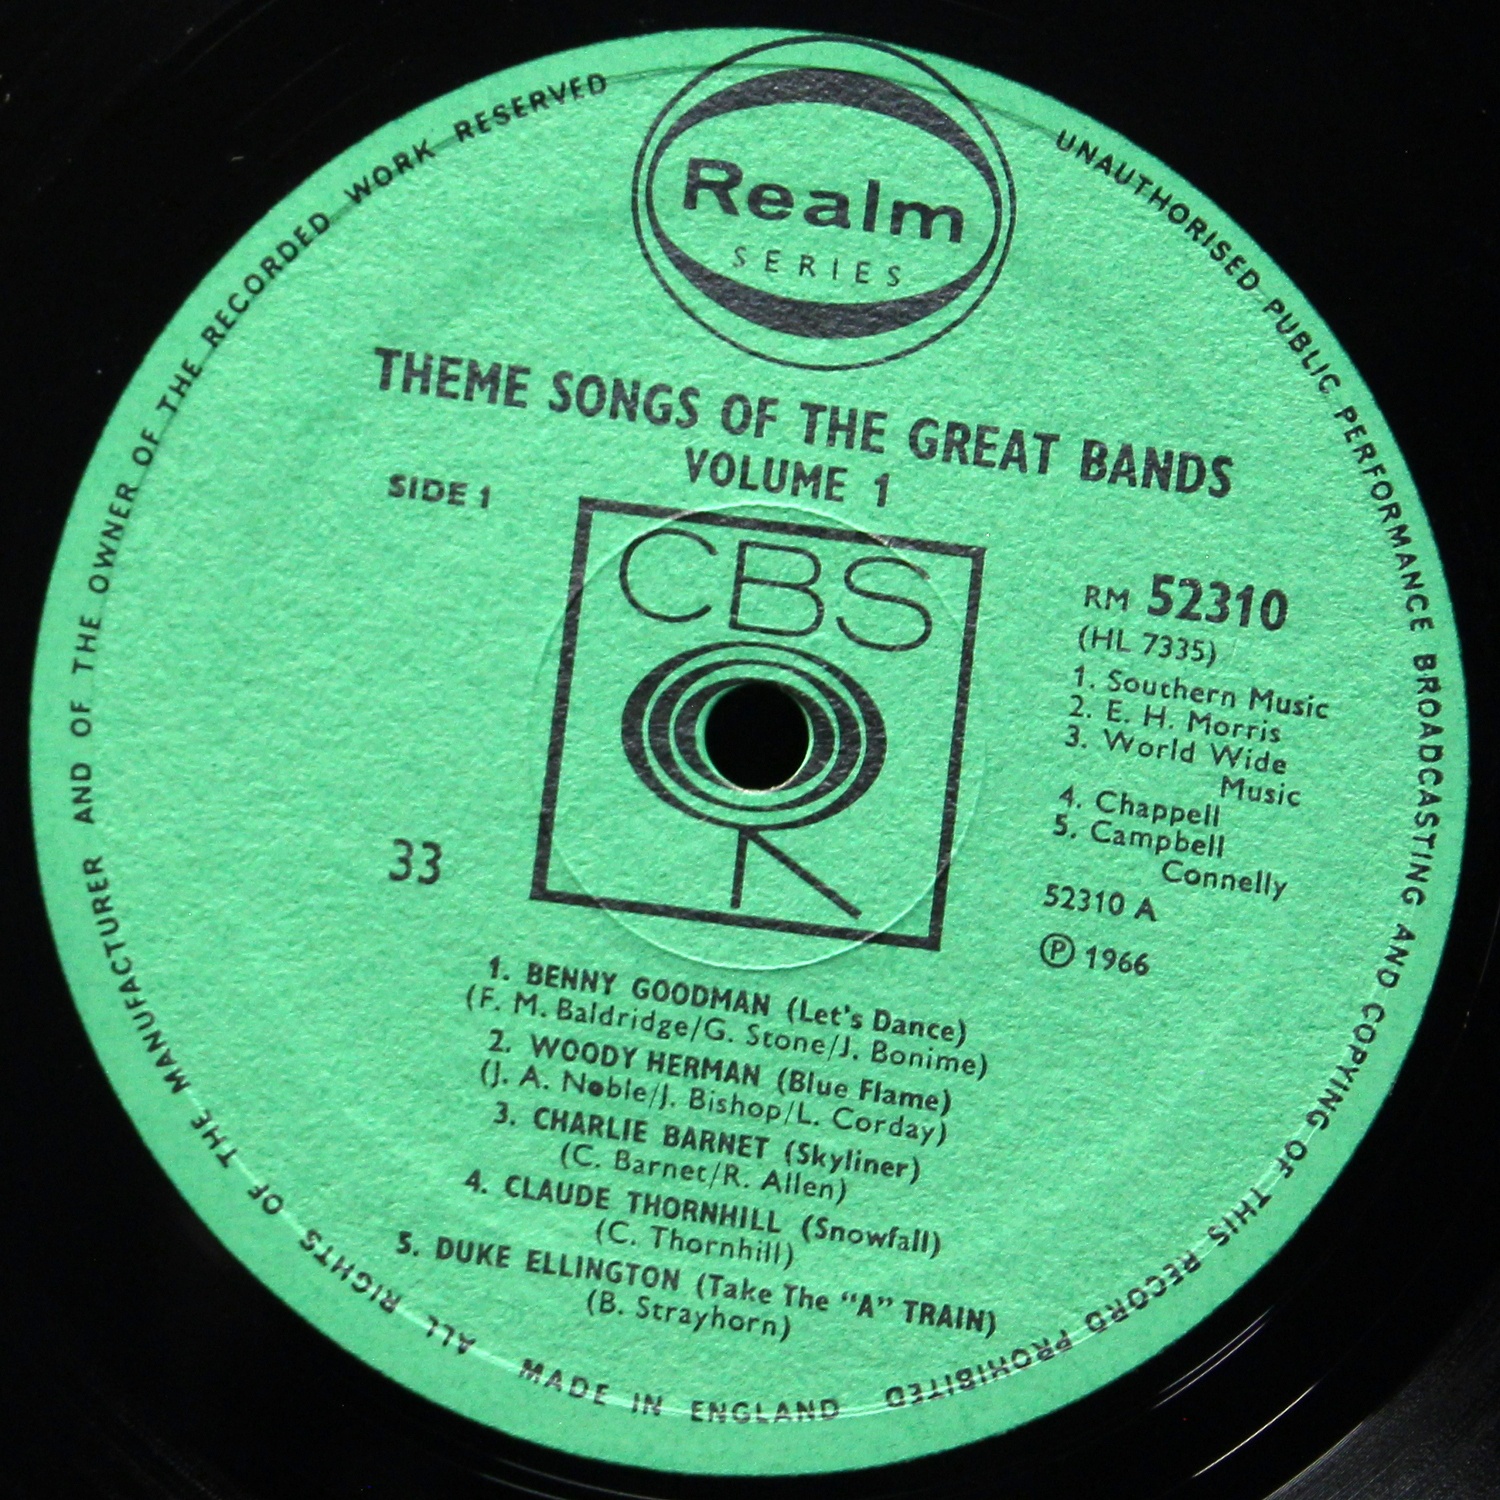 Realm
SERIES
THEME SONGS OF THE GREAT BANDS
VOLUME 1
SIDE 1
CBS
R
RM 52310
(HL 7335)
1. Southern Music
2. E. H. Morris
3. World Wide
Music
4. Chappell
5. Campbell
Connelly
33
52310 A
Ⓟ 1966
1. BENNY GOODMAN (Let's Dance)
(F. M. Baldridge/G. Stone/J. Bonime)
2. WOODY HERMAN (Blue Flame)
(J. A. Noble/J. Bishop/L. Corday)
3. CHARLIE BARNET (Skyliner)
(C. Barnet/R. Allen)
4. CLAUDE THORNHILL (Snowfall)
(C. Thornhill)
5. DUKE ELLINGTON (Take The “A” TRAIN)
(B. Strayhorn)
ALL RIGHTS OF THE MANUFACTURER AND OF THE OWNER OF THE RECORDED WORK RESERVED
UNAUTHORISED PUBLIC PERFORMANCE BROADCASTING AND COPYING OF THIS RECORD PROHIBITED
MADE IN ENGLAND